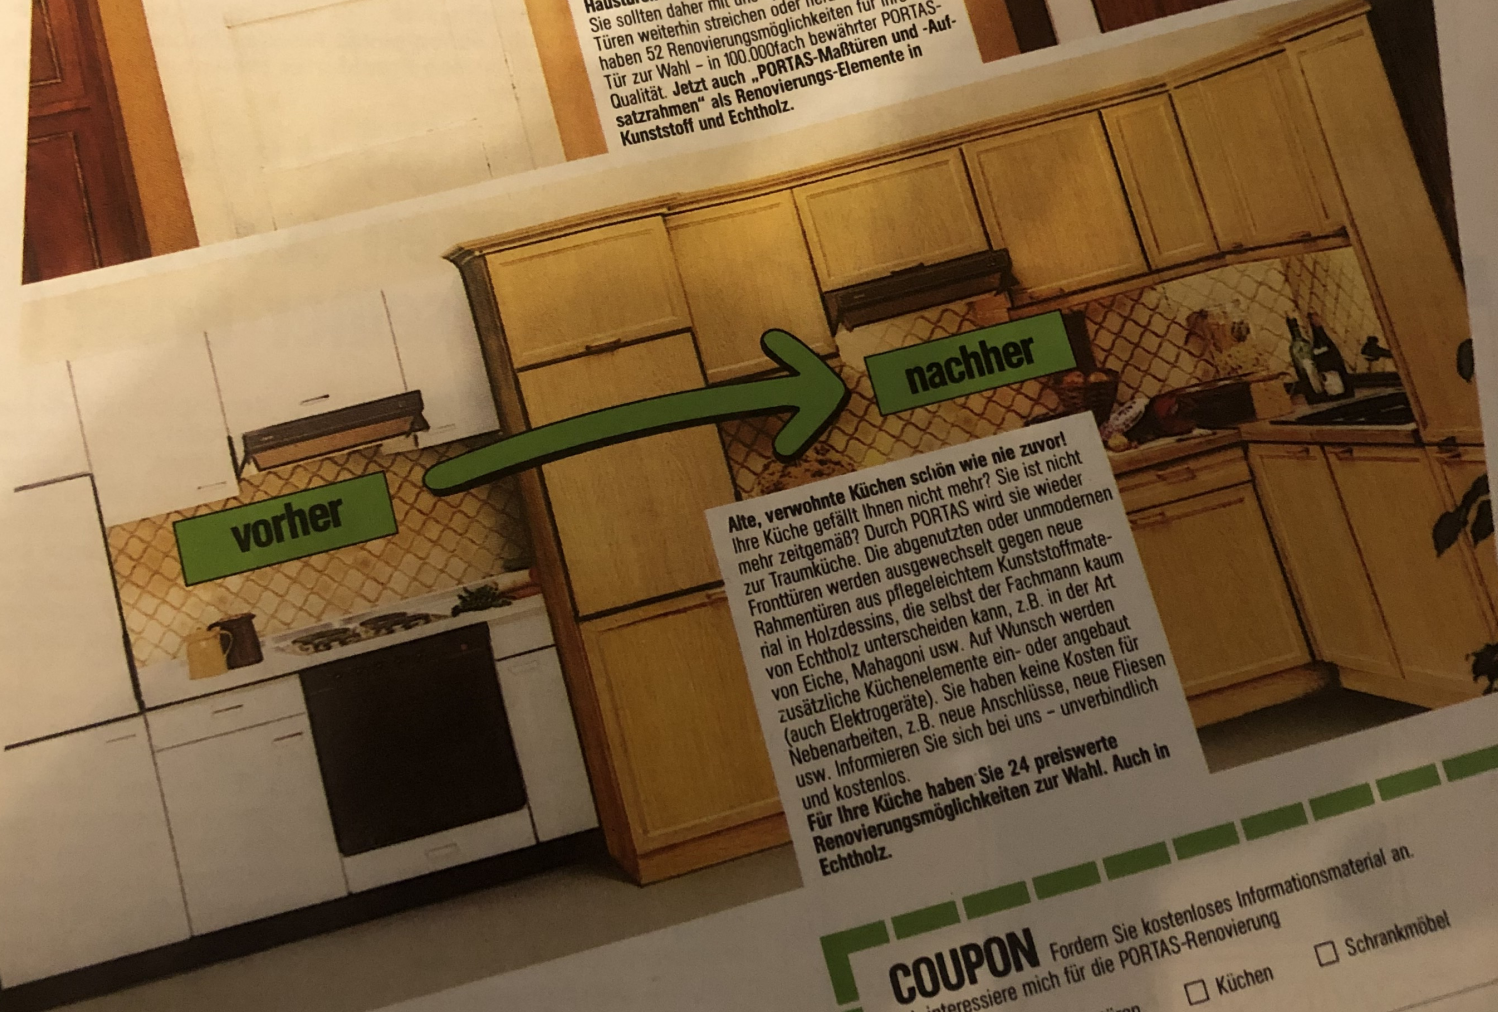 Sie sollten daher mit
Türen weiterhin streichen oder
haben 52 Renovierungsmöglichkeiten für
Tür zur Wahl – in 100.000fach bewährter PORTAS-
Qualität. Jetzt auch „PORTAS-Maßtüren und -Auf-
satzrahmen“ als Renovierungs-Elemente in
Kunststoff und Echtholz.
vorher
nachher
Alte, verwohnte Küchen schön wie nie zuvor!
Ihre Küche gefällt Ihnen nicht mehr? Sie ist nicht
mehr zeitgemäß? Durch PORTAS wird sie wieder
zur Traumküche. Die abgenutzten oder unmodernen
Fronttüren werden ausgewechselt gegen neue
Rahmentüren aus pflegeleichtem Kunststoffmate-
rial in Holzdessins, die selbst der Fachmann kaum
von Echtholz unterscheiden kann, z.B. in der Art
von Eiche, Mahagoni usw. Auf Wunsch werden
zusätzliche Küchenelemente ein- oder angebaut
(auch Elektrogeräte). Sie haben keine Kosten für
Nebenarbeiten, z.B. neue Anschlüsse, neue Fliesen
usw. Informieren Sie sich bei uns – unverbindlich
und kostenlos.
Für Ihre Küche haben Sie 24 preiswerte
Renovierungsmöglichkeiten zur Wahl. Auch in
Echtholz.
COUPON Fordern Sie kostenloses Informationsmaterial an.
interessiere mich für die PORTAS-Renovierung
Küchen
Schrankmöbel